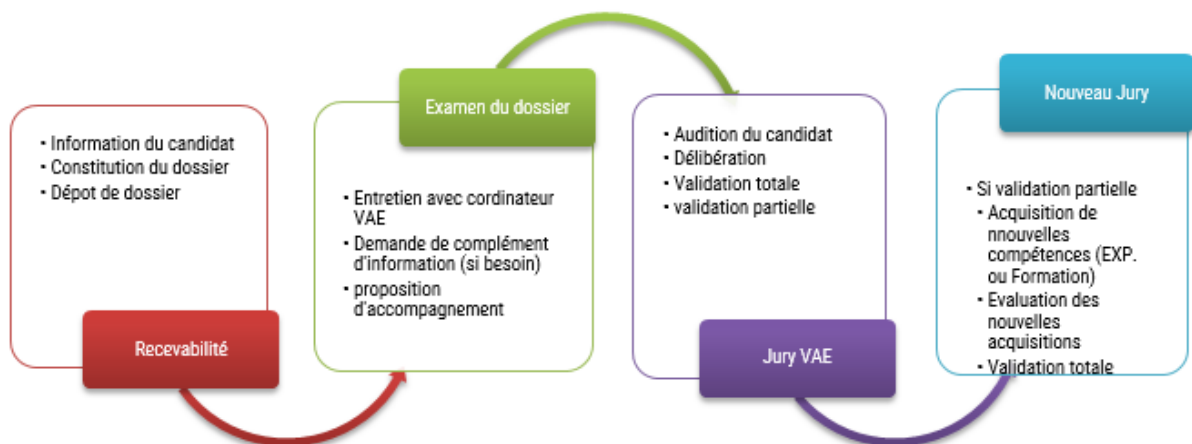 • Information du candidat
• Constitution du dossier
• Dépot de dossier
Recevabilité
Examen du dossier
• Entretien avec cordinateur
VAE
• Demande de complément
d'information (si besoin)
• proposition
d'accompagnement
• Audition du candidat
• Délibération
• Validation totale
• validation partielle
Jury VAE
Nouveau Jury
• Si validation partielle
• Acquisition de
nnouvelles
compétences (EXP.
ou Formation)
• Evaluation des
nouvelles
acquisitions
• Validation totale